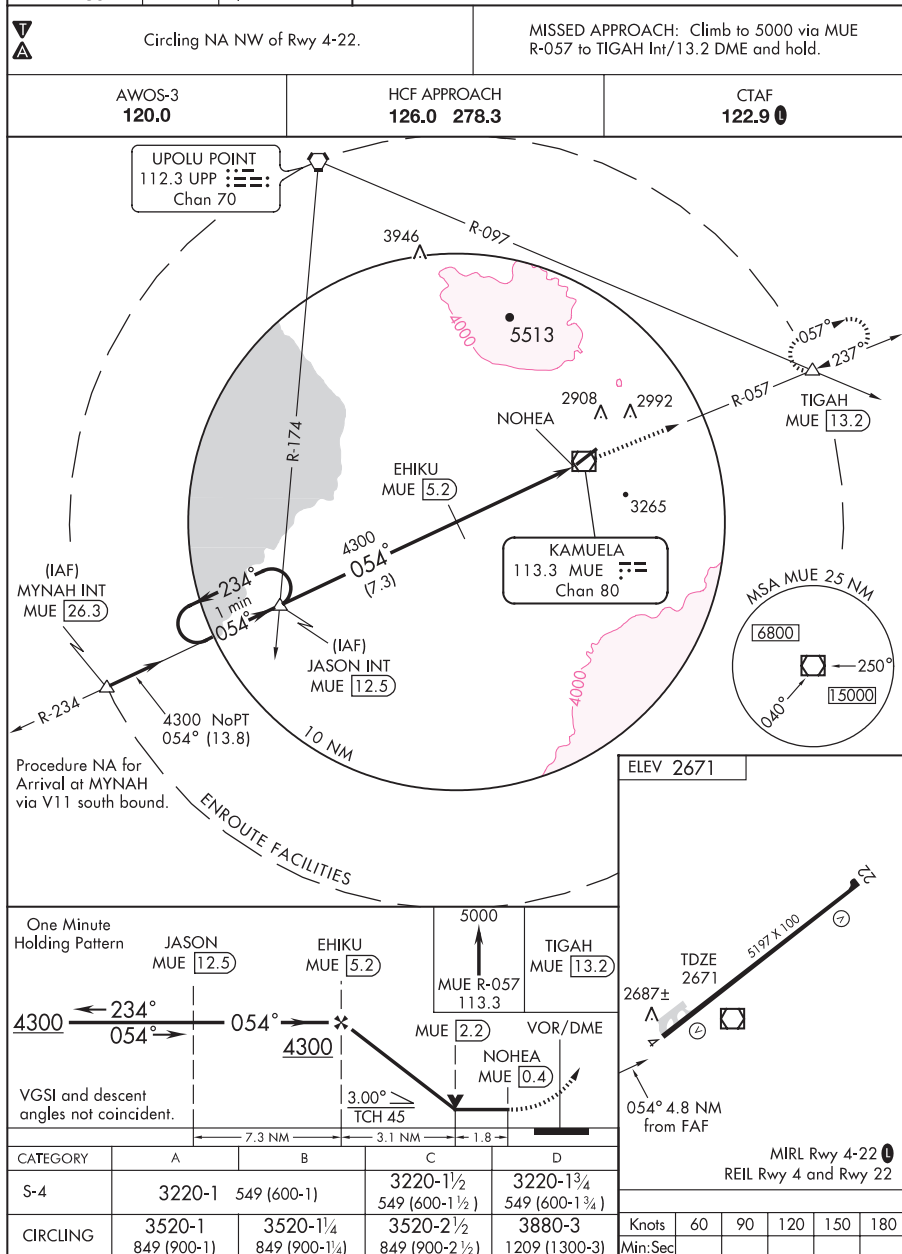 T
A
Circling NA NW of Rwy 4-22.
MISSED APPROACH: Climb to 5000 via MUE
R-057 to TIGAH Int/13.2 DME and hold.
AWOS-3
120.0
HCF APPROACH
126.0 278.3
CTAF
122.9 L
UPOLU POINT
112.3 UPP
Chan 70
3946
R-097
4000
5513
057°
237°
R-057
TIGAH
MUE 13.2
2908
2992
NOHEA
R-174
EHIKU
MUE 5.2
3265
4300
054°
(7.3)
KAMUELA
113.3 MUE
Chan 80
(IAF)
MYNAH INT
MUE 26.3
234°
1 min
054°
(IAF)
JASON INT
MUE 12.5
MSA MUE 25 NM
6800
250°
15000
040°
4000
R-234
4300 NoPT
054° (13.8)
10 NM
Procedure NA for
Arrival at MYNAH
via V11 south bound.
ENROUTE FACILITIES
ELEV 2671
22
5197 X 100
TDZE
2671
2687±
V
V
4
054° 4.8 NM
from FAF
MIRL Rwy 4-22 L
REIL Rwy 4 and Rwy 22
One Minute
Holding Pattern
JASON
MUE 12.5
EHIKU
MUE 5.2
5000
MUE R-057
113.3
TIGAH
MUE 13.2
4300
234°
054°
054°
4300
MUE 2.2
VOR/DME
NOHEA
MUE 0.4
VGSI and descent
angles not coincident.
3.00°
TCH 45
7.3 NM
3.1 NM
1.8
CATEGORY A B C D
S-4 3220-1 549 (600-1) 3220-1½ 549 (600-1½) 3220-1¾ 549 (600-1¾)
CIRCLING 3520-1 849 (900-1) 3520-1¼ 849 (900-1¼) 3520-2½ 849 (900-2½) 3880-3 1209 (1300-3)
Knots 60 90 120 150 180
Min:Sec